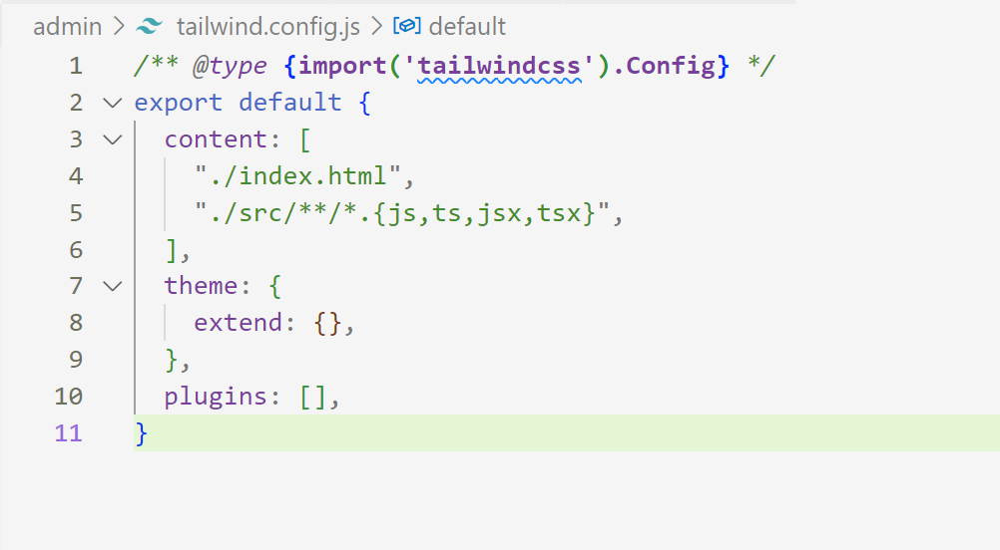 admin > tailwind.config.js > default
1 /** @type {import('tailwindcss').Config} */
2 export default {
3   content: [
4     "./index.html",
5     "./src/**/*.{js,ts,jsx,tsx}",
6   ],
7   theme: {
8     extend: {},
9   },
10   plugins: [],
11 }